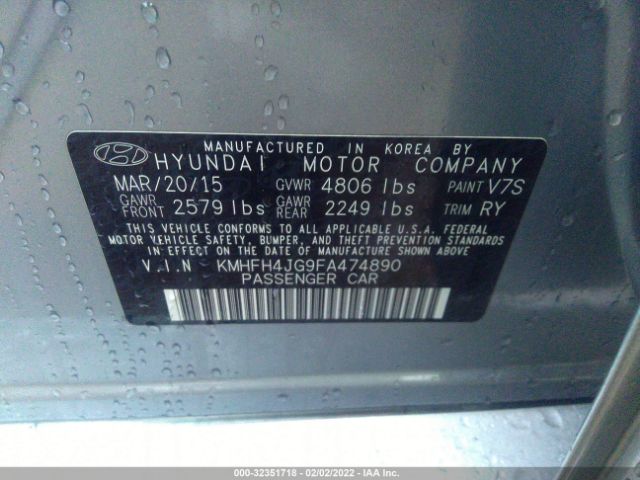 MANUFACTURED IN KOREA BY
HYUNDAI MOTOR COMPANY
MAR/20/15 GVWR 4806 lbs PAINT V7S
GAWR FRONT 2579 lbs GAWR REAR 2249 lbs TRIM RY
THIS VEHICLE CONFORMS TO ALL APPLICABLE U.S.A. FEDERAL
MOTOR VEHICLE SAFETY, BUMPER, AND THEFT PREVENTION STANDARDS
IN EFFECT ON THE DATE OF MANUFACTURE SHOWN ABOVE.
V.I.N KMHFH4JG9FA474890
PASSENGER CAR
000-32351718 - 02/02/2022 - IAAI.COM